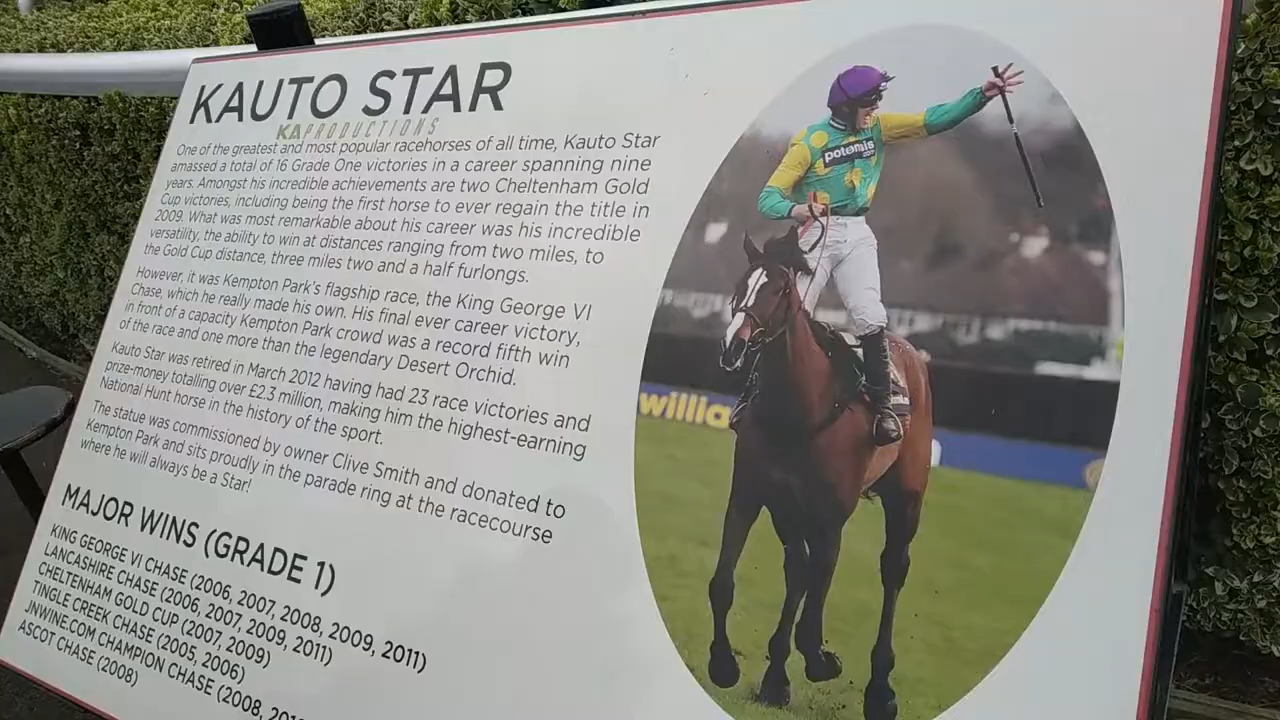 KAUTO STAR
KAPRODUCTIONS
One of the greatest and most popular racehorses of all time, Kauto Star
amassed a total of 16 Grade One victories in a career spanning nine
years. Amongst his incredible achievements are two Cheltenham Gold
Cup victories, including being the first horse to ever regain the title in
2009. What was most remarkable about his career was his incredible
versatility, the ability to win at distances ranging from two miles, to
the Gold Cup distance, three miles two and a half furlongs.
However, it was Kempton Park's flagship race, the King George VI
Chase, which he really made his own. His final ever career victory,
in front of a capacity Kempton Park crowd was a record fifth win
of the race and one more than the legendary Desert Orchid.
Kauto Star was retired in March 2012 having had 23 race victories and
prize-money totalling over £2.3 million, making him the highest-earning
National Hunt horse in the history of the sport.
The statue was commissioned by owner Clive Smith and donated to
Kempton Park and sits proudly in the parade ring at the racecourse
where he will always be a Star!
MAJOR WINS (GRADE 1)
KING GEORGE VI CHASE (2006, 2007, 2008, 2009, 2011)
LANCASHIRE CHASE (2006, 2007, 2009, 2011)
CHELTENHAM GOLD CUP (2007, 2009)
TINGLE CREEK CHASE (2005, 2006)
JNWINE.COM CHAMPION CHASE (2008,
ASCOT CHASE (2008)
potemis
willia